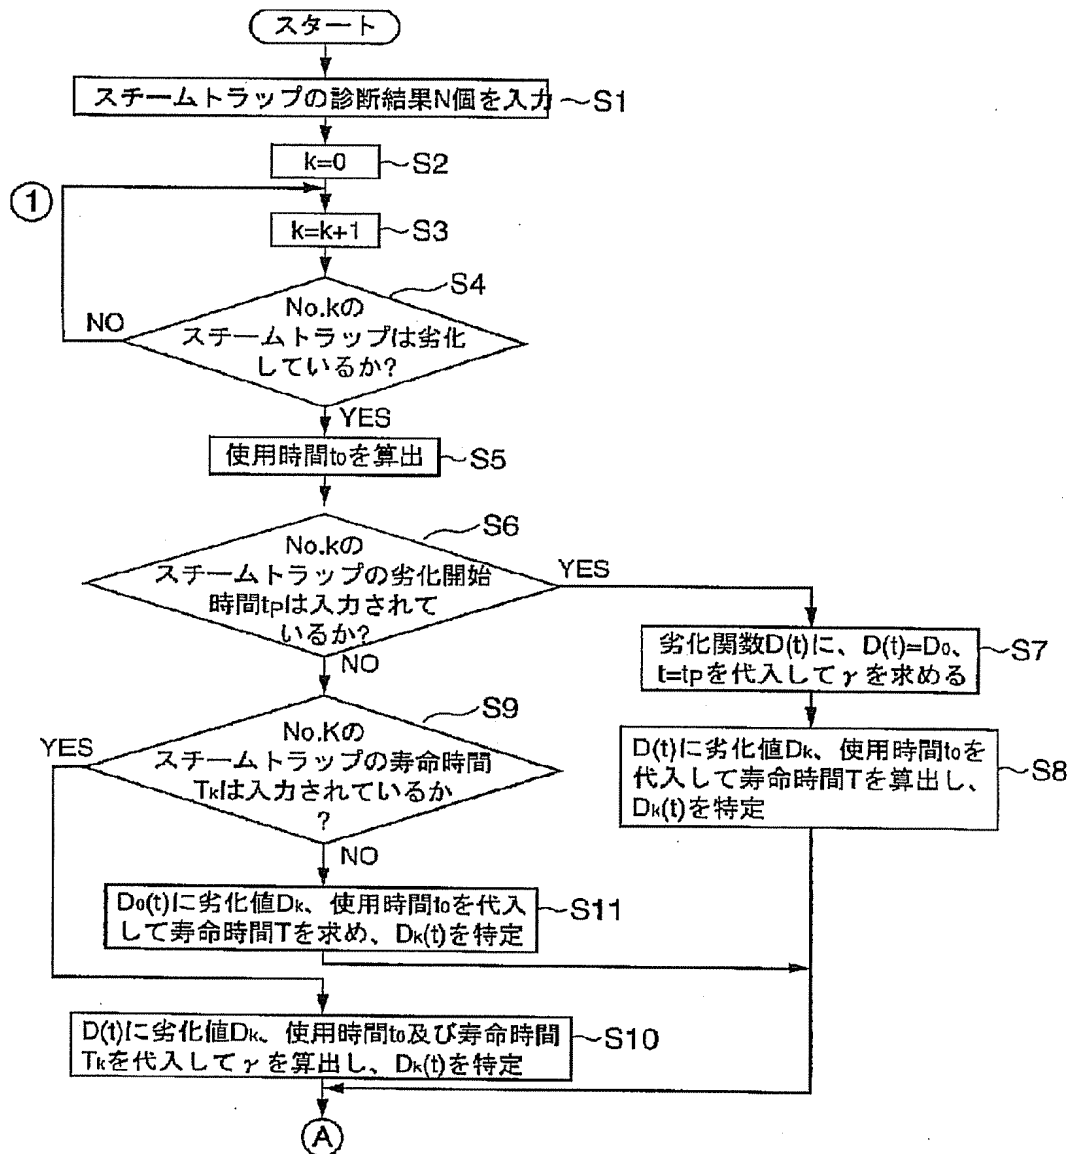 スタート
スチームトラップの診断結果N個を入力
S1
k=0
S2
1
k=k+1
S3
S4
No.kの
スチームトラップは劣化
しているか?
NO
YES
使用時間t0を算出
S5
S6
No.kの
スチームトラップの劣化開始
時間tPは入力されて
いるか?
YES
NO
劣化関数D(t)に、D(t)=D0、
t=tPを代入してγを求める
S7
D(t)に劣化値Dk、使用時間t0を
代入して寿命時間Tを算出し、
Dk(t)を特定
S8
S9
No.Kの
スチームトラップの寿命時間
Tkは入力されているか
?
YES
NO
D0(t)に劣化値Dk、使用時間t0を代入
して寿命時間Tを求め、Dk(t)を特定
S11
D(t)に劣化値Dk、使用時間t0及び寿命時間
Tkを代入してγを算出し、Dk(t)を特定
S10
A